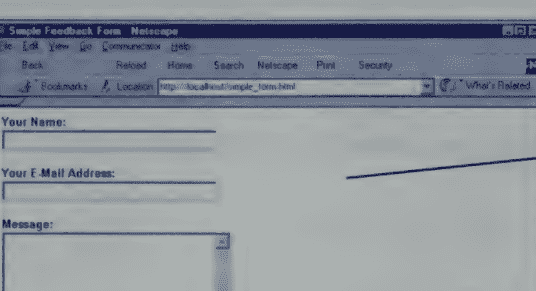 Simple Feedback Form Netscape
File Edit View Go Communicator Help
Back Reload Home Search Netscape Print Security
Bookmarks Location http://localhost/simple_form.html What's Related
Your Name:
Your E-Mail Address:
Message: